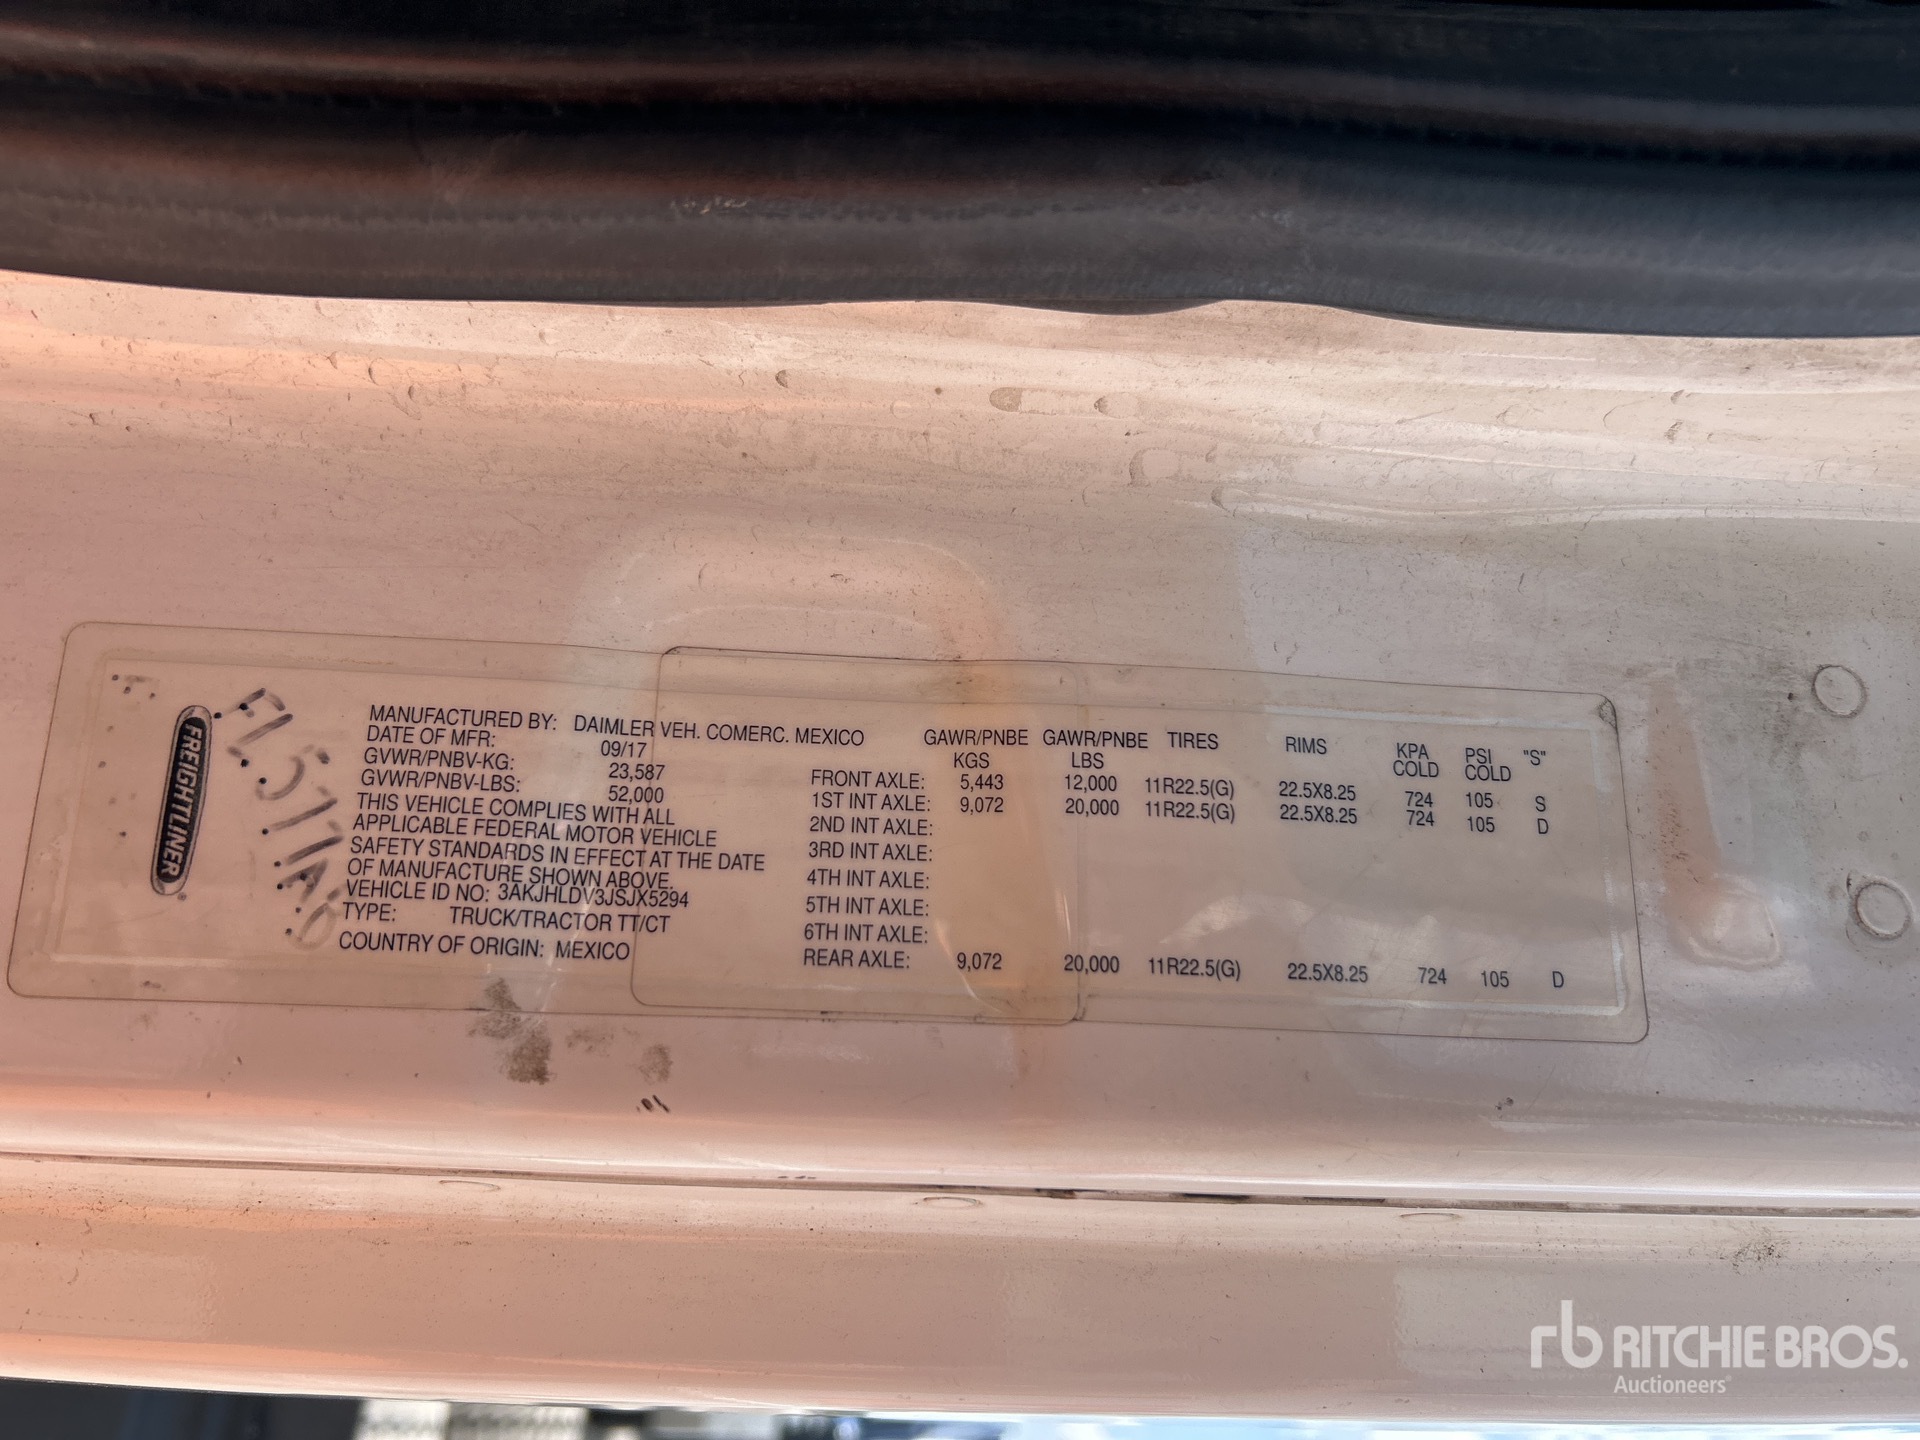 FREIGHTLINER
MANUFACTURED BY: DAIMLER VEH. COMERC. MEXICO
DATE OF MFR: 09/17
GVWR/PNBV-KG: 23,587
GVWR/PNBV-LBS: 52,000
THIS VEHICLE COMPLIES WITH ALL
APPLICABLE FEDERAL MOTOR VEHICLE
SAFETY STANDARDS IN EFFECT AT THE DATE
OF MANUFACTURE SHOWN ABOVE.
VEHICLE ID NO: 3AKJHLDV3JSJX5294
TYPE: TRUCK/TRACTOR TT/CT
COUNTRY OF ORIGIN: MEXICO
GAWR/PNBE KGS GAWR/PNBE LBS TIRES RIMS KPA COLD PSI COLD "S"
FRONT AXLE: 5,443 12,000 11R22.5(G) 22.5X8.25 724 105 S
1ST INT AXLE: 9,072 20,000 11R22.5(G) 22.5X8.25 724 105 D
2ND INT AXLE:
3RD INT AXLE:
4TH INT AXLE:
5TH INT AXLE:
6TH INT AXLE:
REAR AXLE: 9,072 20,000 11R22.5(G) 22.5X8.25 724 105 D
rb RITCHIE BROS.
Auctioneers